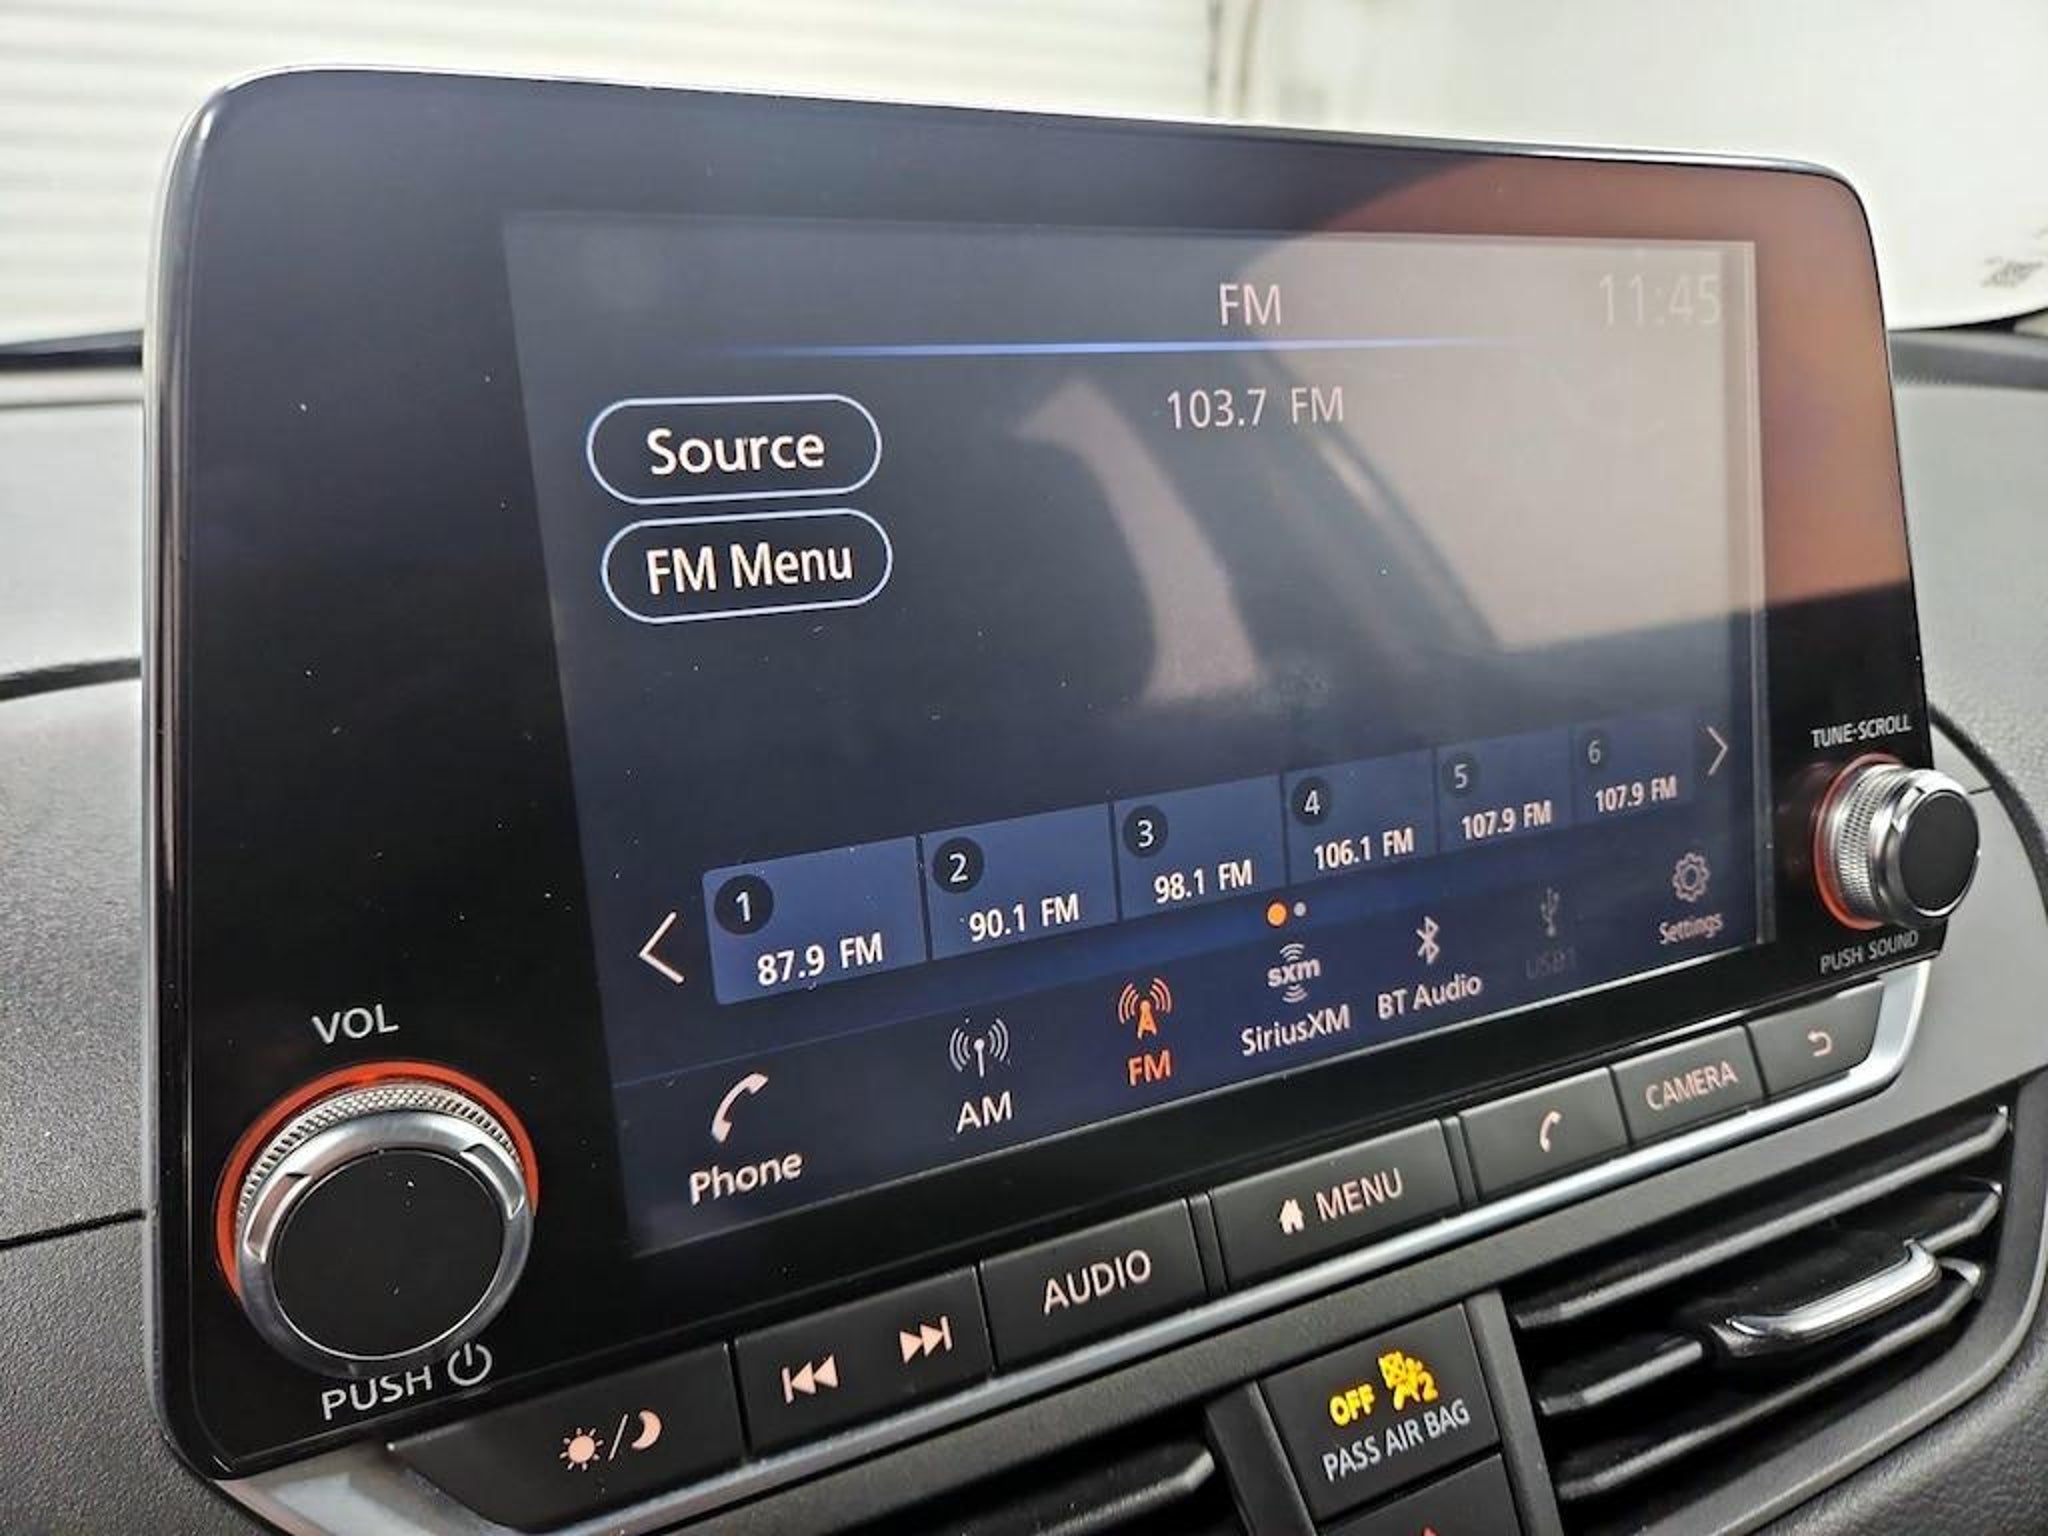 FM
11:45
103.7 FM
Source
FM Menu
1
87.9 FM
2
90.1 FM
3
98.1 FM
4
106.1 FM
5
107.9 FM
6
107.9 FM
Phone
AM
FM
sxm
SiriusXM
BT Audio
USB1
Settings
VOL
PUSH
TUNE·SCROLL
PUSH SOUND
AUDIO
MENU
CAMERA
OFF 2
PASS AIR BAG